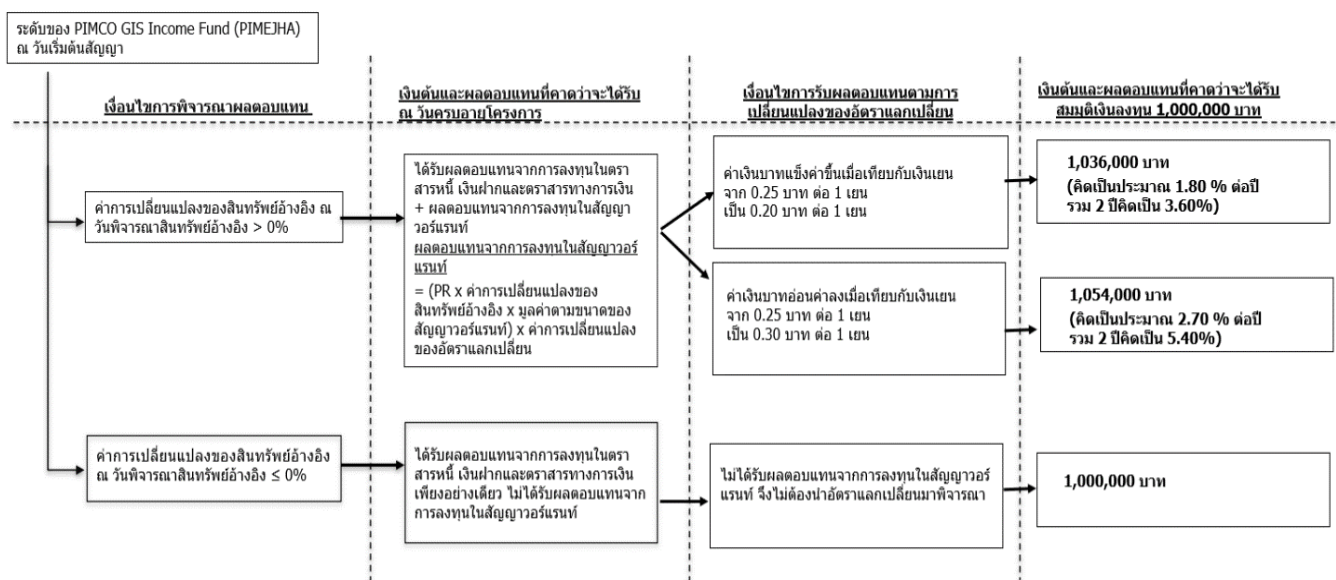 ระดับของ PIMCO GIS Income Fund (PIMEJHA)
ณ วันเริ่มต้นสัญญา
เงื่อนไขการพิจารณาผลตอบแทน
เงินต้นและผลตอบแทนที่คาดว่าจะได้รับ
ณ วันครบอายุโครงการ
เงื่อนไขการรับผลตอบแทนตามการ
เปลี่ยนแปลงของอัตราแลกเปลี่ยน
เงินต้นและผลตอบแทนที่คาดว่าจะได้รับ
สมมุติเงินลงทุน 1,000,000 บาท
ค่าการเปลี่ยนแปลงของสินทรัพย์อ้างอิง ณ
วันพิจารณาสินทรัพย์อ้างอิง > 0%
ได้รับผลตอบแทนจากการลงทุนในตรา
สารหนี้ เงินฝากและตราสารทางการเงิน
+ ผลตอบแทนจากการลงทุนในสัญญา
วอร์แรนท์
ผลตอบแทนจากการลงทุนในสัญญาวอร์
แรนท์
= (PR x ค่าการเปลี่ยนแปลงของ
สินทรัพย์อ้างอิง x มูลค่าตามขนาดของ
สัญญาวอร์แรนท์) x ค่าการเปลี่ยนแปลง
ของอัตราแลกเปลี่ยน
ค่าเงินบาทแข็งค่าขึ้นเมื่อเทียบกับเงินเยน
จาก 0.25 บาท ต่อ 1 เยน
เป็น 0.20 บาท ต่อ 1 เยน
1,036,000 บาท
(คิดเป็นประมาณ 1.80 % ต่อปี
รวม 2 ปีคิดเป็น 3.60%)
ค่าเงินบาทอ่อนค่าลงเมื่อเทียบกับเงินเยน
จาก 0.25 บาท ต่อ 1 เยน
เป็น 0.30 บาท ต่อ 1 เยน
1,054,000 บาท
(คิดเป็นประมาณ 2.70 % ต่อปี
รวม 2 ปีคิดเป็น 5.40%)
ค่าการเปลี่ยนแปลงของสินทรัพย์อ้างอิง
ณ วันพิจารณาสินทรัพย์อ้างอิง ≤ 0%
ได้รับผลตอบแทนจากการลงทุนในตรา
สารหนี้ เงินฝากและตราสารทางการเงิน
เพียงอย่างเดียว ไม่ได้รับผลตอบแทนจาก
การลงทุนในสัญญาวอร์แรนท์
ไม่ได้รับผลตอบแทนจากการลงทุนในสัญญาวอร์
แรนท์ จึงไม่ต้องนำอัตราแลกเปลี่ยนมาพิจารณา
1,000,000 บาท